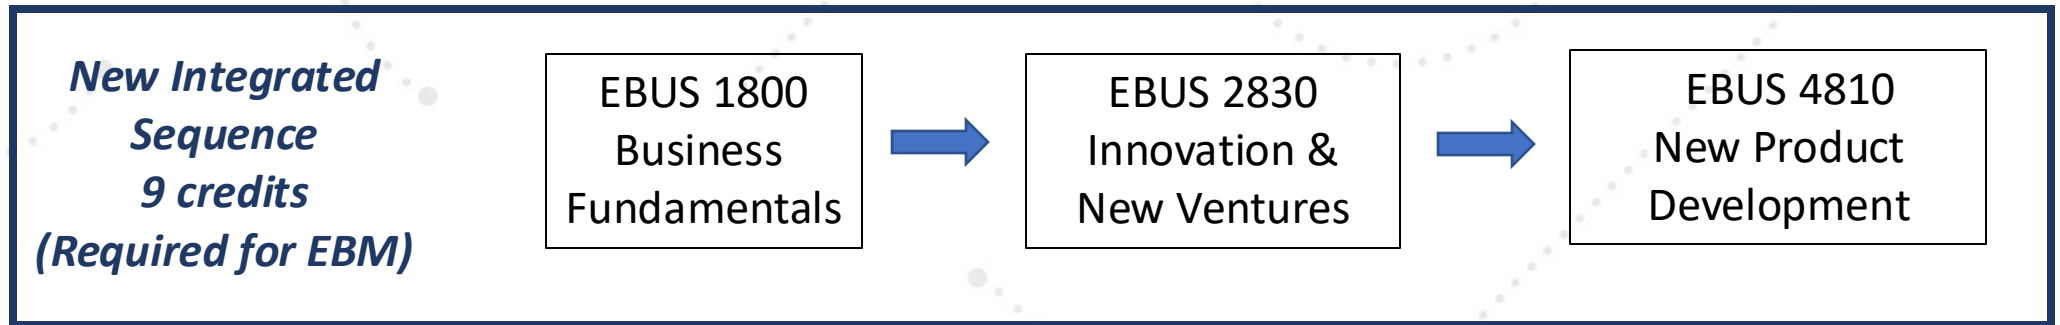 New Integrated
Sequence
9 credits
(Required for EBM)
EBUS 1800
Business
Fundamentals
EBUS 2830
Innovation &
New Ventures
EBUS 4810
New Product
Development